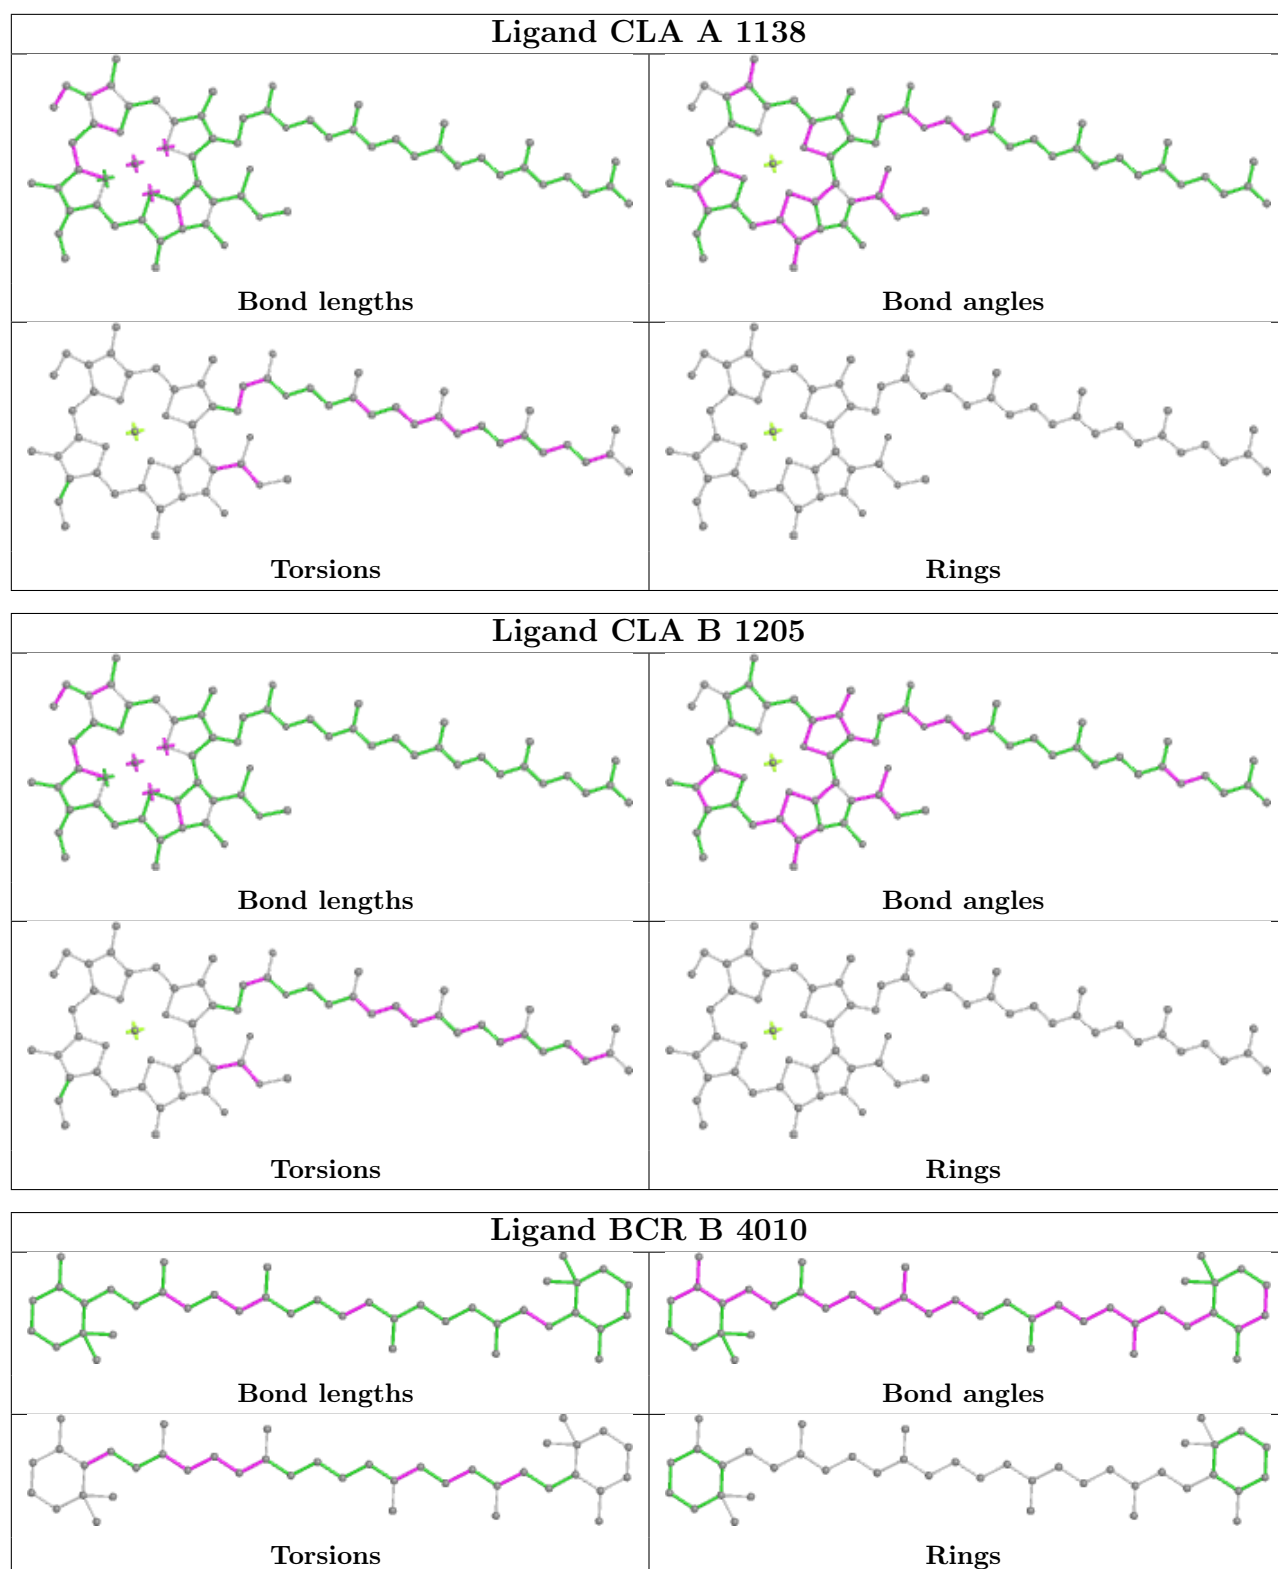 Ligand CLA A 1138
Bond lengths
Bond angles
Torsions
Rings
Ligand CLA B 1205
Bond lengths
Bond angles
Torsions
Rings
Ligand BCR B 4010
Bond lengths
Bond angles
Torsions
Rings